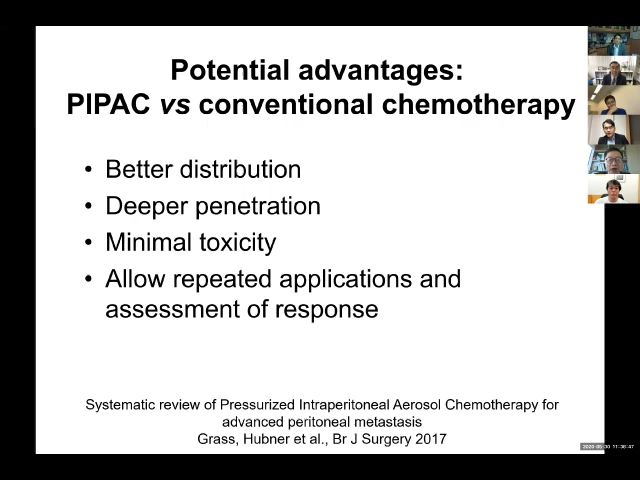 Potential advantages:
PIPAC vs conventional chemotherapy
• Better distribution
• Deeper penetration
• Minimal toxicity
• Allow repeated applications and
assessment of response
Systematic review of Pressurized Intraperitoneal Aerosol Chemotherapy for
advanced peritoneal metastasis
Grass, Hubner et al., Br J Surgery 2017